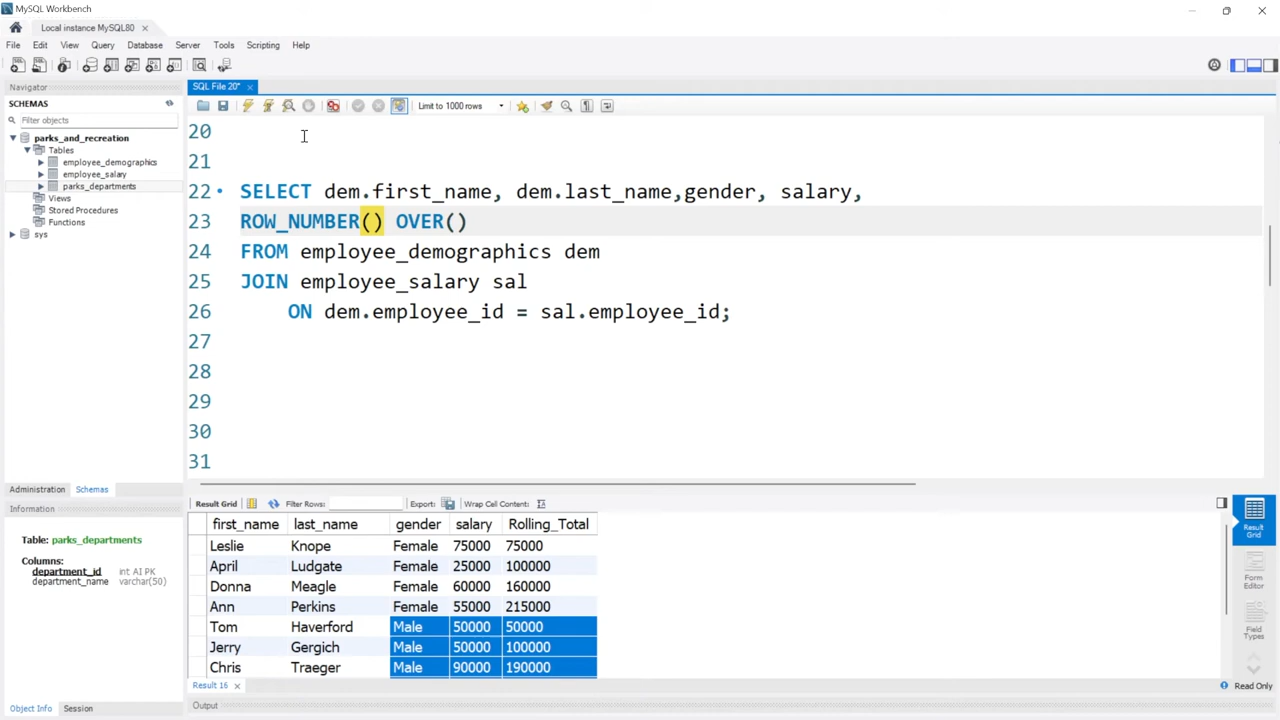 MySQL Workbench
Local instance MySQL80
File Edit View Query Database Server Tools Scripting Help
Navigator
SCHEMAS
Filter objects
parks_and_recreation
Tables
employee_demographics
employee_salary
parks_departments
Views
Stored Procedures
Functions
sys
Administration Schemas
Information
Table: parks_departments
Columns:
department_id int AI PK
department_name varchar(50)
Object Info Session
SQL File 20*
Limit to 1000 rows
20
21
22 SELECT dem.first_name, dem.last_name,gender, salary,
23 ROW_NUMBER() OVER()
24 FROM employee_demographics dem
25 JOIN employee_salary sal
26 ON dem.employee_id = sal.employee_id;
27
28
29
30
31
Result Grid Filter Rows: Export: Wrap Cell Content:
first_name last_name gender salary Rolling_Total
Leslie Knope Female 75000 75000
April Ludgate Female 25000 100000
Donna Meagle Female 60000 160000
Ann Perkins Female 55000 215000
Tom Haverford Male 50000 50000
Jerry Gergich Male 50000 100000
Chris Traeger Male 90000 190000
Result 16
Output
Result Grid
Form Editor
Field Types
Read Only